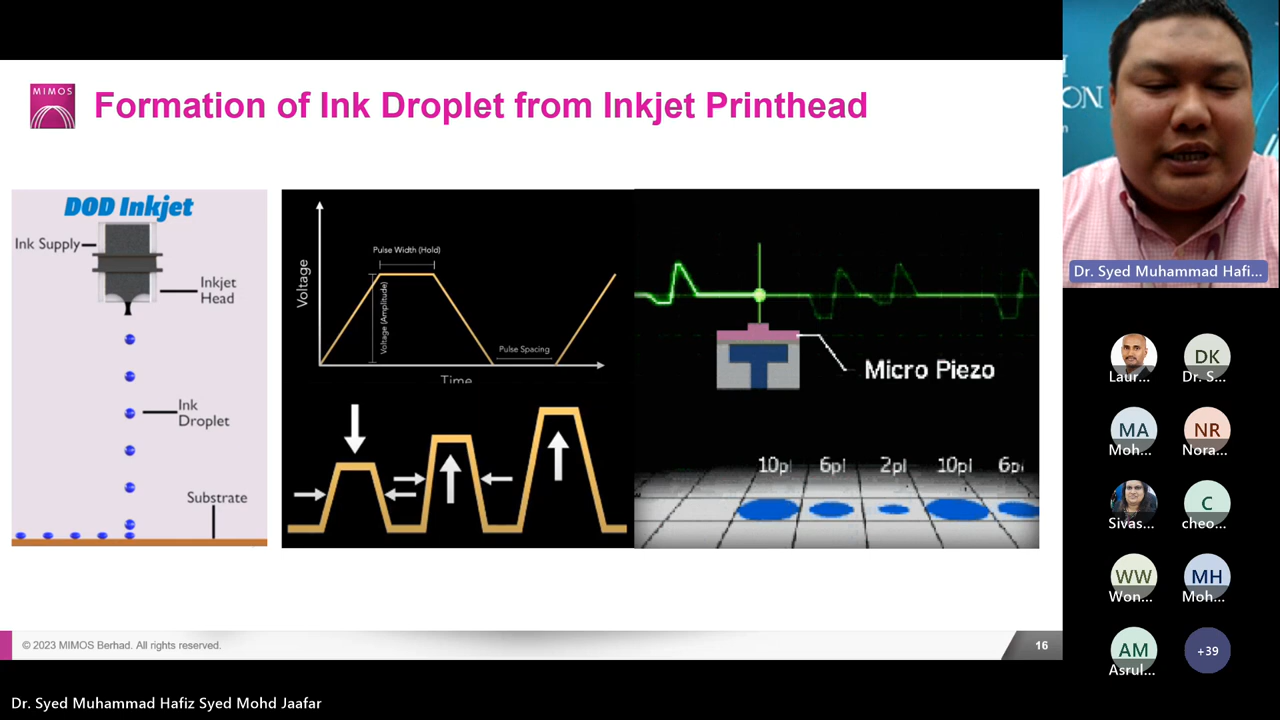 MIMOS
Formation of Ink Droplet from Inkjet Printhead
DOD Inkjet
Ink Supply
Inkjet
Head
Ink
Droplet
Substrate
Voltage
Pulse Width (Hold)
Voltage (Amplitude)
Pulse Spacing
Time
Micro Piezo
10pl 6pl 2pl 10pl 6pl
© 2023 MIMOS Berhad. All rights reserved.
16
ON
Dr. Syed Muhammad Hafi...
Laur...
DK
Dr. S...
MA
Moh...
NR
Nora...
Sivas...
C
cheo...
WW
Won...
MH
Moh...
AM
Asrul...
+39
Dr. Syed Muhammad Hafiz Syed Mohd Jaafar